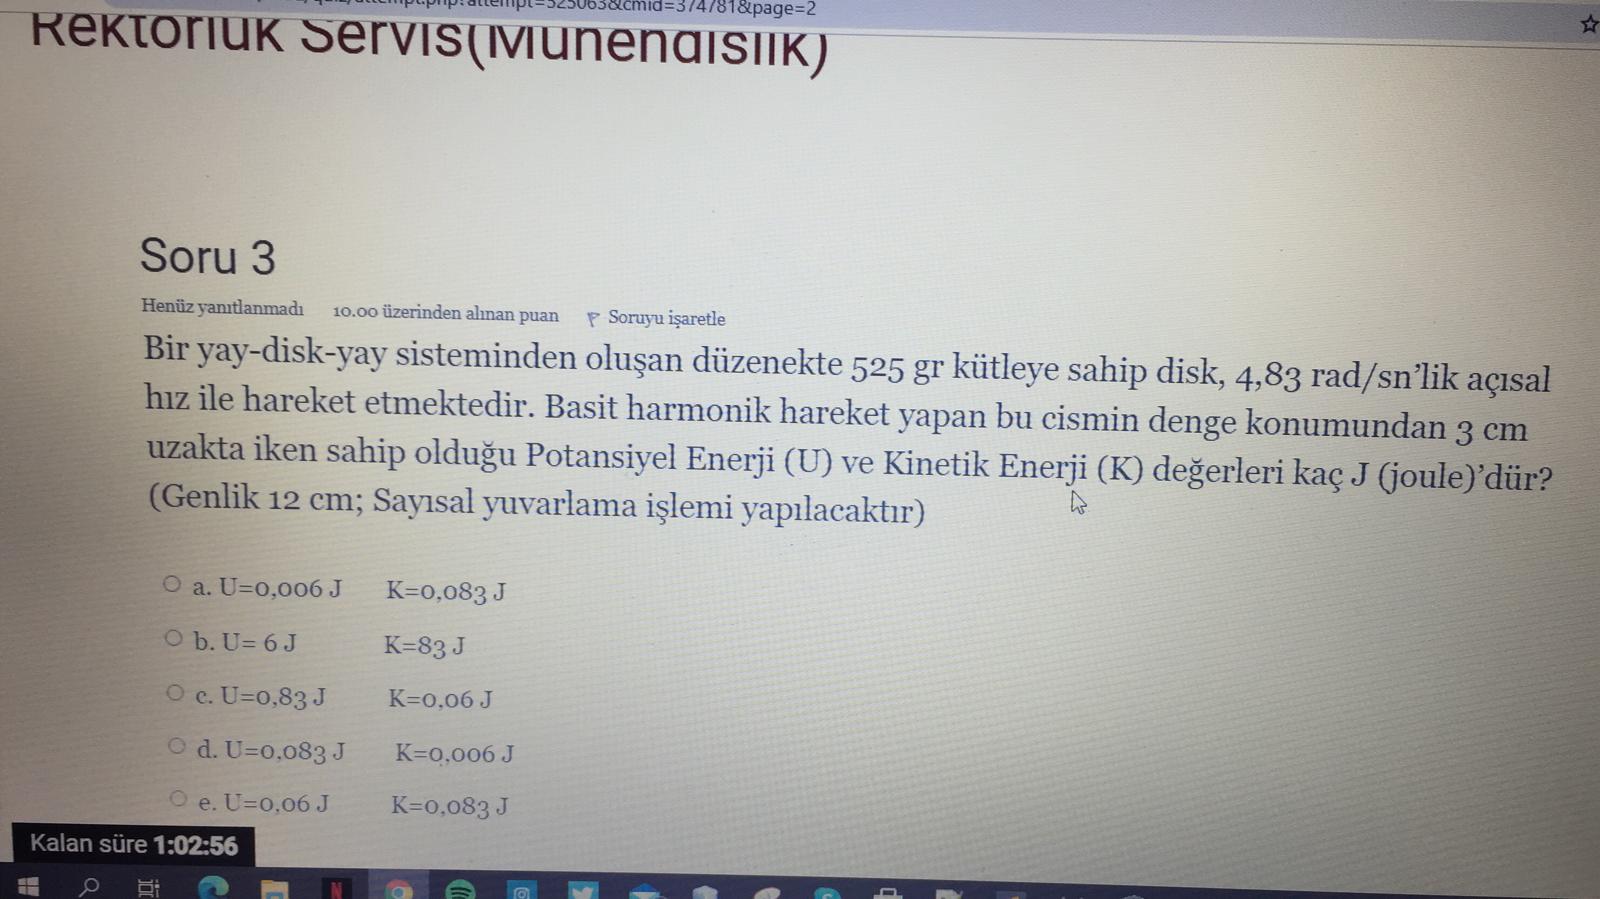 quiz/attempt.php?attempt=525063&cmid=374781&page=2
Rektörlük Servis(Mühendislik)
Soru 3
Henüz yanıtlanmadı 10.00 üzerinden alınan puan Soruyu işaretle
Bir yay-disk-yay sisteminden oluşan düzenekte 525 gr kütleye sahip disk, 4,83 rad/sn'lik açısal
hız ile hareket etmektedir. Basit harmonik hareket yapan bu cismin denge konumundan 3 cm
uzakta iken sahip olduğu Potansiyel Enerji (U) ve Kinetik Enerji (K) değerleri kaç J (joule)'dür?
(Genlik 12 cm; Sayısal yuvarlama işlemi yapılacaktır)
a. U=0,006 J K=0,083 J
b. U= 6 J K=83 J
c. U=0,83 J K=0,06 J
d. U=0,083 J K=0,006 J
e. U=0,06 J K=0,083 J
Kalan süre 1:02:56